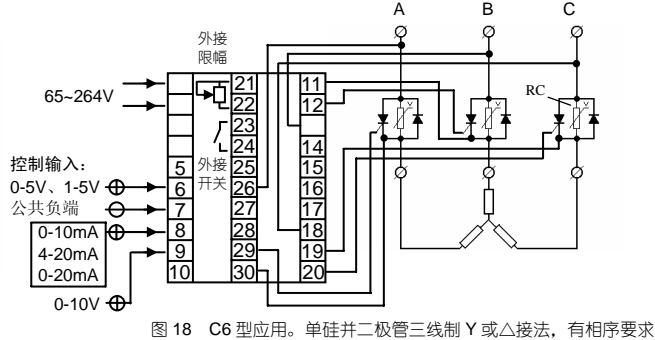 A B C
外接
限幅
RC
65~264V
21 11
22 12
23
24 14
外接
开关
控制输入：
5 25 15
0-5V、1-5V 6 26 16
公共负端 7 27 17
0-10mA 8 28 18
4-20mA 9 29 19
0-20mA 10 30 20
0-10V
图 18 C6 型应用。单硅并二极管三线制 Y 或△接法，有相序要求